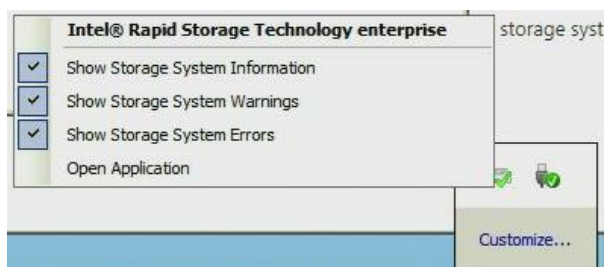 Intel® Rapid Storage Technology enterprise
storage syst
Show Storage System Information
Show Storage System Warnings
Show Storage System Errors
Open Application
Customize...